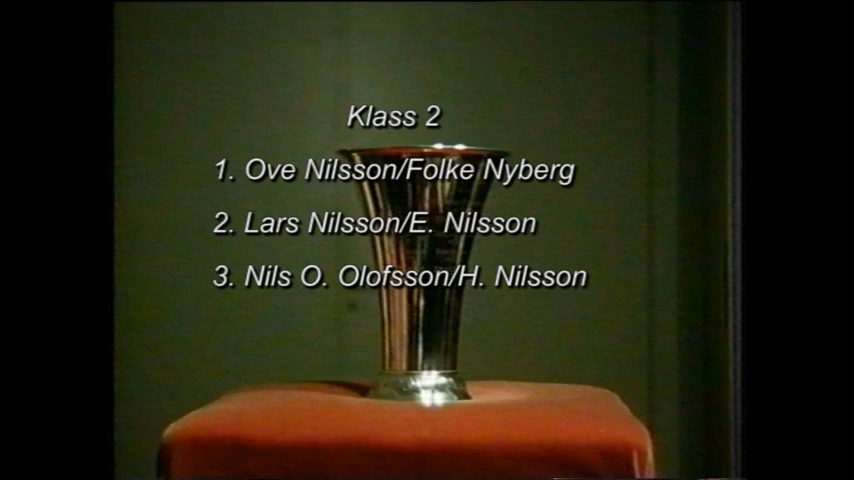 Klass 2
1. Ove Nilsson/Folke Nyberg
2. Lars Nilsson/E. Nilsson
3. Nils O. Olofsson/H. Nilsson